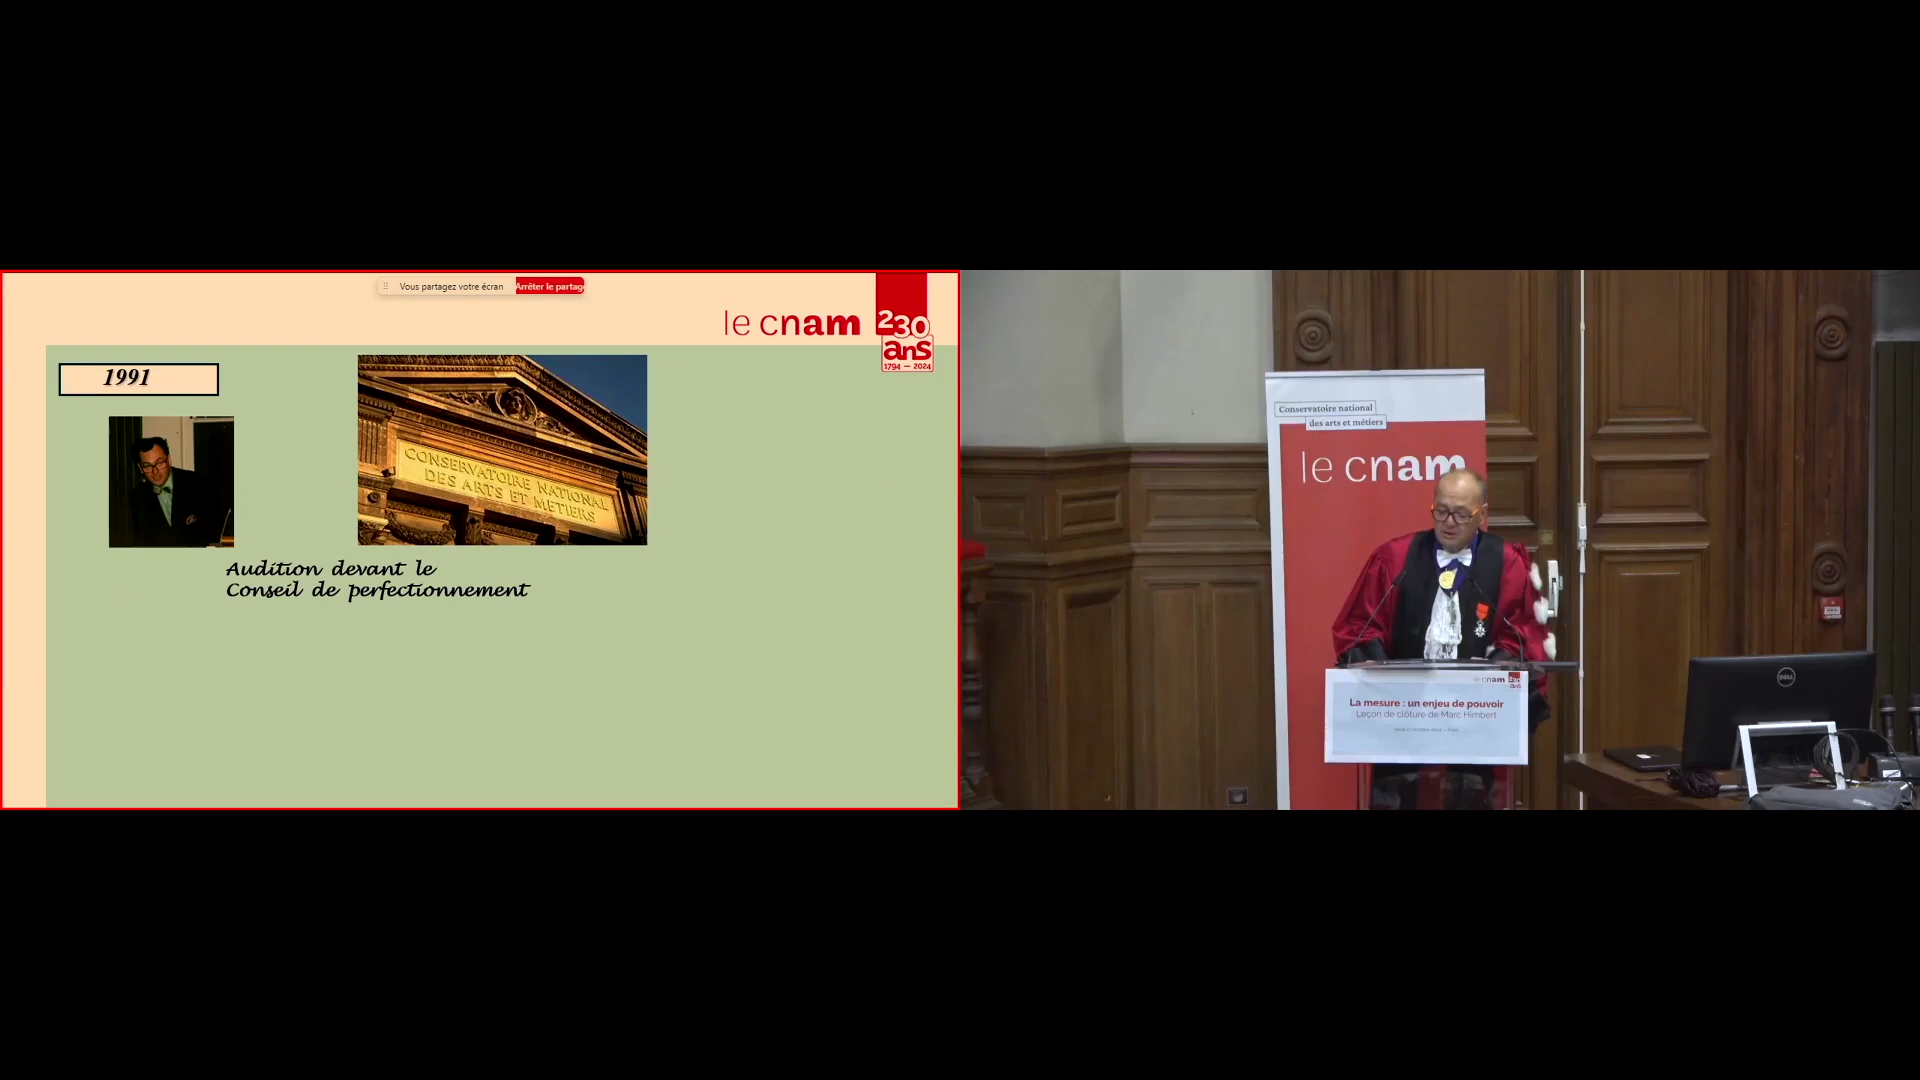 Vous partagez votre écran
Arrêter le partage
le cnam
230
ans
1794 — 2024
1991
CONSERVATOIRE NATIONAL
DES ARTS ET METIERS
Audition devant le
Conseil de perfectionnement
Conservatoire national
des arts et métiers
le cnam
le cnam
La mesure : un enjeu de pouvoir
Leçon de clôture de Marc Himbert
DELL